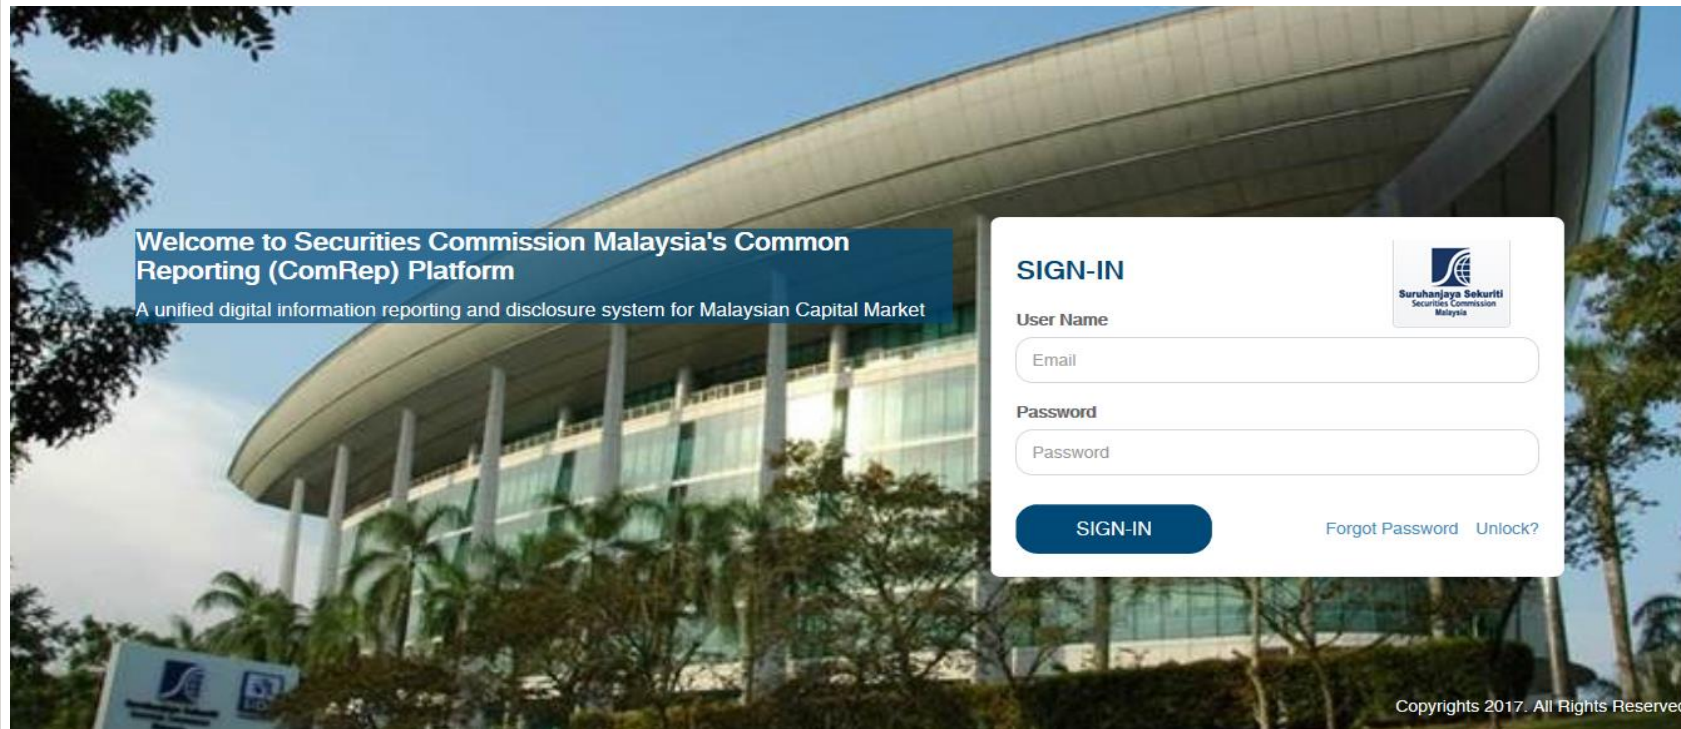 Welcome to Securities Commission Malaysia's Common
Reporting (ComRep) Platform
A unified digital information reporting and disclosure system for Malaysian Capital Market
SIGN-IN
Suruhanjaya Sekuriti
Securities Commission
Malaysia
User Name
Email
Password
Password
SIGN-IN
Forgot Password Unlock?
Copyrights 2017. All Rights Reserved